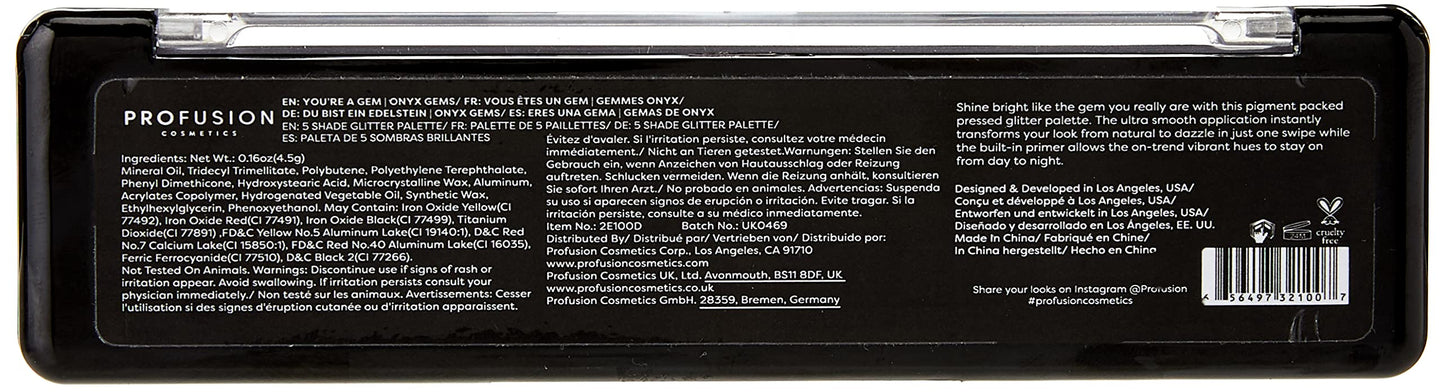 PROFUSION
COSMETICS
EN: YOU'RE A GEM | ONYX GEMS/ FR: VOUS ÊTES UN GEM | GEMMES ONYX/
DE: DU BIST EIN EDELSTEIN | ONYX GEMS/ ES: ERES UNA GEMA | GEMAS DE ONYX
EN: 5 SHADE GLITTER PALETTE/ FR: PALETTE DE 5 PAILLETTES/ DE: 5 SHADE GLITTER PALETTE/
ES: PALETA DE 5 SOMBRAS BRILLANTES
Ingredients: Net Wt.: 0.16oz(4.5g)
Mineral Oil, Tridecyl Trimellitate, Polybutene, Polyethylene Terephthalate,
Phenyl Dimethicone, Hydroxystearic Acid, Microcrystalline Wax, Aluminum,
Acrylates Copolymer, Hydrogenated Vegetable Oil, Synthetic Wax,
Ethylhexylglycerin, Phenoxyethanol. May Contain: Iron Oxide Yellow(CI
77492), Iron Oxide Red(CI 77491), Iron Oxide Black(CI 77499), Titanium
Dioxide(CI 77891) ,FD&C Yellow No.5 Aluminum Lake(CI 19140:1), D&C Red
No.7 Calcium Lake(CI 15850:1), FD&C Red No.40 Aluminum Lake(CI 16035),
Ferric Ferrocyanide(CI 77510), D&C Black 2(CI 77266).
Not Tested On Animals. Warnings: Discontinue use if signs of rash or
irritation appear. Avoid swallowing. If irritation persists consult your
physician immediately./ Non testé sur les animaux. Avertissements: Cesser
l'utilisation si des signes d'éruption cutanée ou d'irritation apparaissent.
Évitez d'avaler. Si l'irritation persiste, consultez votre médecin
immédiatement./ Nicht an Tieren getestet.Warnungen: Stellen Sie den
Gebrauch ein, wenn Anzeichen von Hautausschlag oder Reizung
auftreten. Schlucken vermeiden. Wenn die Reizung anhält, konsultieren
Sie sofort Ihren Arzt./ No probado en animales. Advertencias: Suspenda
su uso si aparecen signos de erupción o irritación. Evite tragar. Si la
irritación persiste, consulte a su médico inmediatamente.
Item No.: 2E100D Batch No.: UK0469
Distributed By/ Distribué par/ Vertrieben von/ Distribuido por:
Profusion Cosmetics Corp., Los Angeles, CA 91710
www.profusioncosmetics.com
Profusion Cosmetics UK, Ltd. Avonmouth, BS11 8DF, UK
www.profusioncosmetics.co.uk
Profusion Cosmetics GmbH. 28359, Bremen, Germany
Shine bright like the gem you really are with this pigment packed
pressed glitter palette. The ultra smooth application instantly
transforms your look from natural to dazzle in just one swipe while
the built-in primer allows the on-trend vibrant hues to stay on
from day to night.
Designed & Developed in Los Angeles, USA/
Conçu et développé à Los Angeles, USA/
Entworfen und entwickelt in Los Angeles, USA/
Diseñado y desarrollado en Los Ángeles, EE. UU.
Made In China/ Fabriqué en Chine/
In China hergestellt/ Hecho en China
Share your looks on Instagram @Profusion
#profusioncosmetics
24M
cruelty
free
56497 32100 7